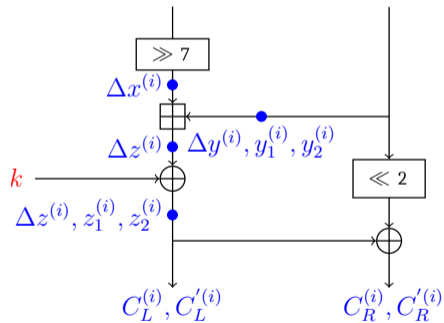 ≫ 7
Δx^{(i)}
Δz^{(i)} Δy^{(i)}, y_1^{(i)}, y_2^{(i)}
≪ 2
k
Δz^{(i)}, z_1^{(i)}, z_2^{(i)}
C_L^{(i)}, C_L^{'(i)} C_R^{(i)}, C_R^{'(i)}